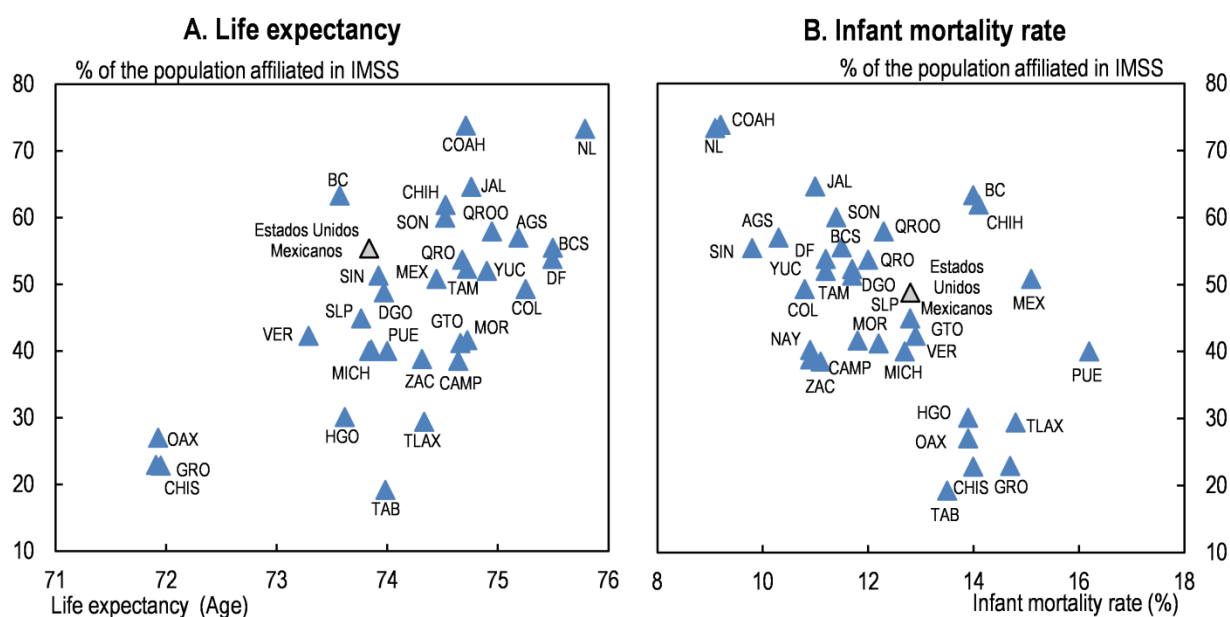 A. Life expectancy
% of the population affiliated in IMSS
80
70
60
50
40
30
20
10
COAH
NL
BC
CHIH
JAL
SON
QROO
AGS
Estados Unidos
Mexicanos
BCS
DF
QRO
SIN
MEX
TAM
YUC
DGO
COL
SLP
GTO
MOR
VER
PUE
MICH
ZAC
CAMP
HGO
TLAX
OAX
GRO
CHIS
TAB
71
72
73
74
75
76
Life expectancy (Age)
B. Infant mortality rate
% of the population affiliated in IMSS
80
70
60
50
40
30
20
10
COAH
NL
JAL
BC
CHIH
SON
AGS
QROO
BCS
SIN
DF
QRO
YUC
Estados
Unidos
Mexicanos
TAM
DGO
MEX
COL
SLP
MOR
GTO
NAY
VER
CAMP
ZAC
MICH
PUE
HGO
TLAX
OAX
CHIS
GRO
TAB
8
10
12
14
16
18
Infant mortality rate (%)